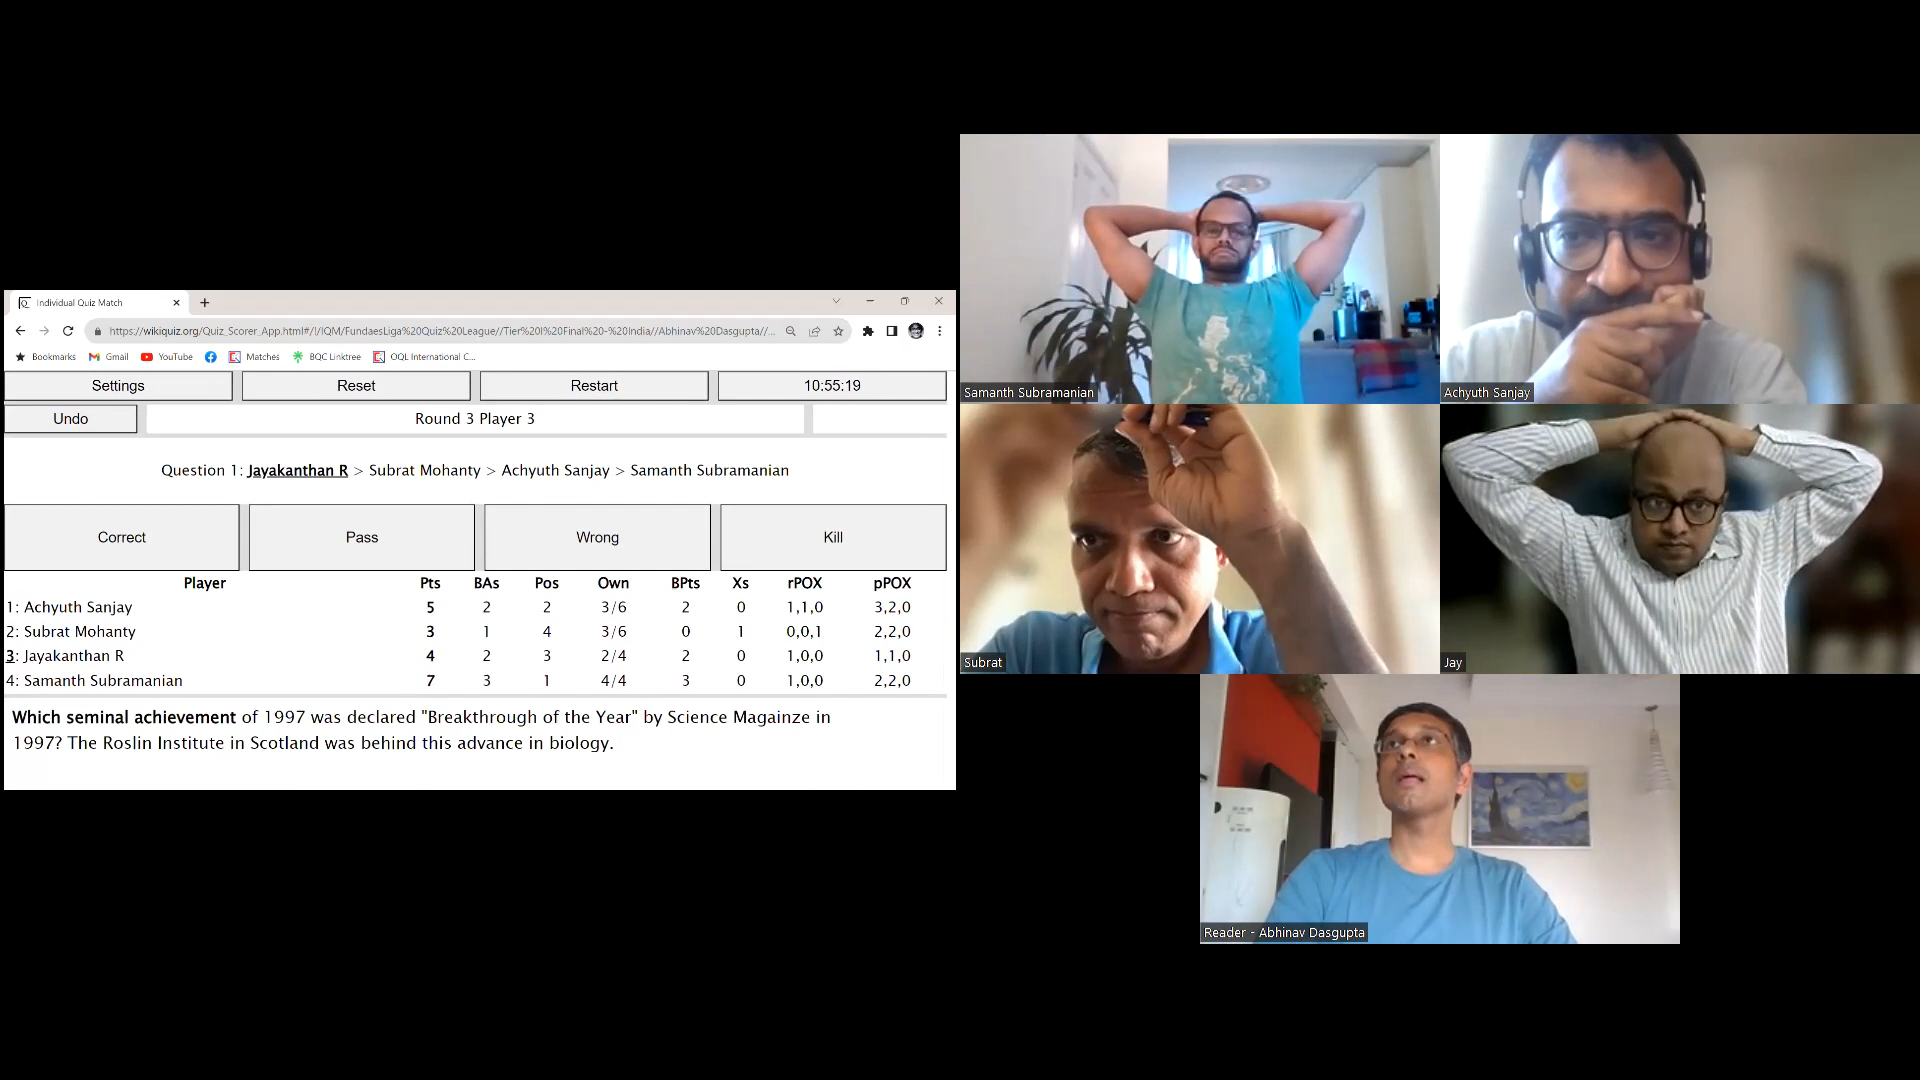 Individual Quiz Match
https://wikiquiz.org/Quiz_Scorer_App.html#/!/IQM/FundaesLiga%20Quiz%20League//Tier%20I%20Final%20-%20India//Abhinav%20Dasgupta//...
Bookmarks Gmail YouTube Matches BQC Linktree OQL International C...
Settings Reset Restart 10:55:19
Undo Round 3 Player 3
Question 1: Jayakanthan R > Subrat Mohanty > Achyuth Sanjay > Samanth Subramanian
Correct Pass Wrong Kill
Player Pts BAs Pos Own BPts Xs rPOX pPOX
1: Achyuth Sanjay 5 2 2 3/6 2 0 1,1,0 3,2,0
2: Subrat Mohanty 3 1 4 3/6 0 1 0,0,1 2,2,0
3: Jayakanthan R 4 2 3 2/4 2 0 1,0,0 1,1,0
4: Samanth Subramanian 7 3 1 4/4 3 0 1,0,0 2,2,0
Which seminal achievement of 1997 was declared "Breakthrough of the Year" by Science Magainze in
1997? The Roslin Institute in Scotland was behind this advance in biology.
Samanth Subramanian
Achyuth Sanjay
Subrat
Jay
Reader - Abhinav Dasgupta